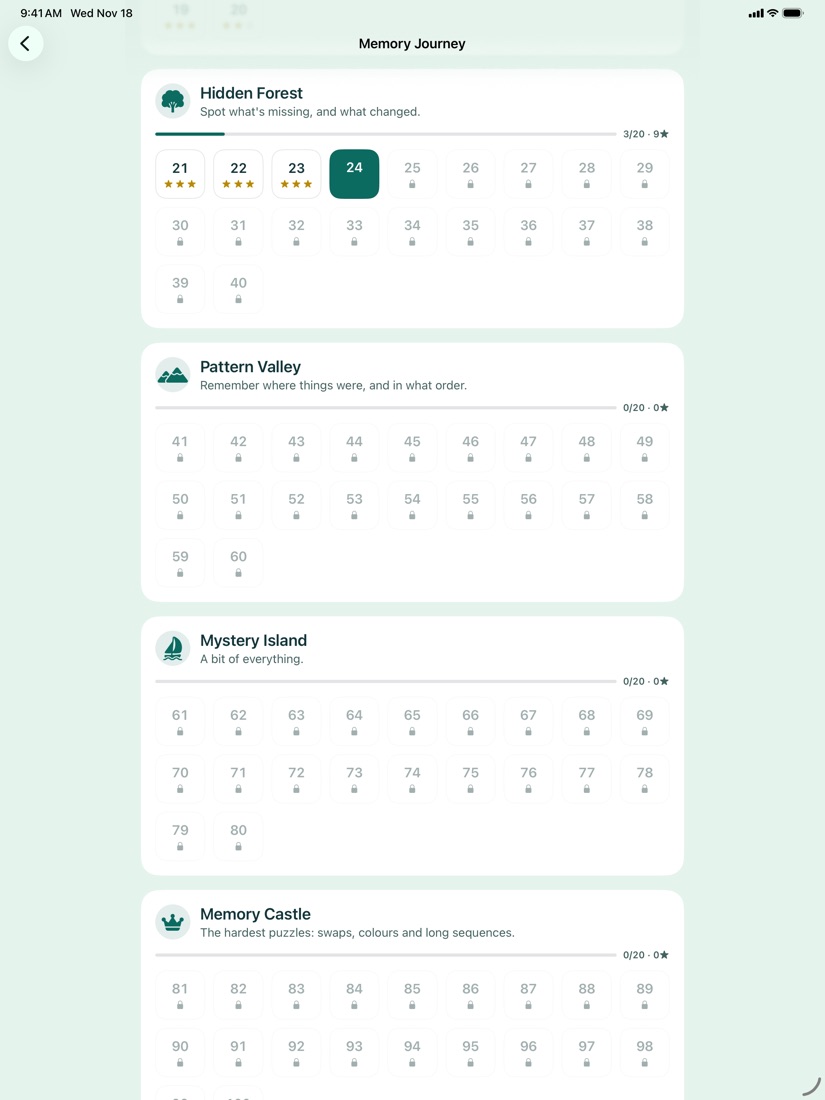 9:41 AM Wed Nov 18
19 20
Memory Journey
Hidden Forest
Spot what's missing, and what changed.
3/20 · 9★
21 22 23 24 25 26 27 28 29
30 31 32 33 34 35 36 37 38
39 40
Pattern Valley
Remember where things were, and in what order.
0/20 · 0★
41 42 43 44 45 46 47 48 49
50 51 52 53 54 55 56 57 58
59 60
Mystery Island
A bit of everything.
0/20 · 0★
61 62 63 64 65 66 67 68 69
70 71 72 73 74 75 76 77 78
79 80
Memory Castle
The hardest puzzles: swaps, colours and long sequences.
0/20 · 0★
81 82 83 84 85 86 87 88 89
90 91 92 93 94 95 96 97 98